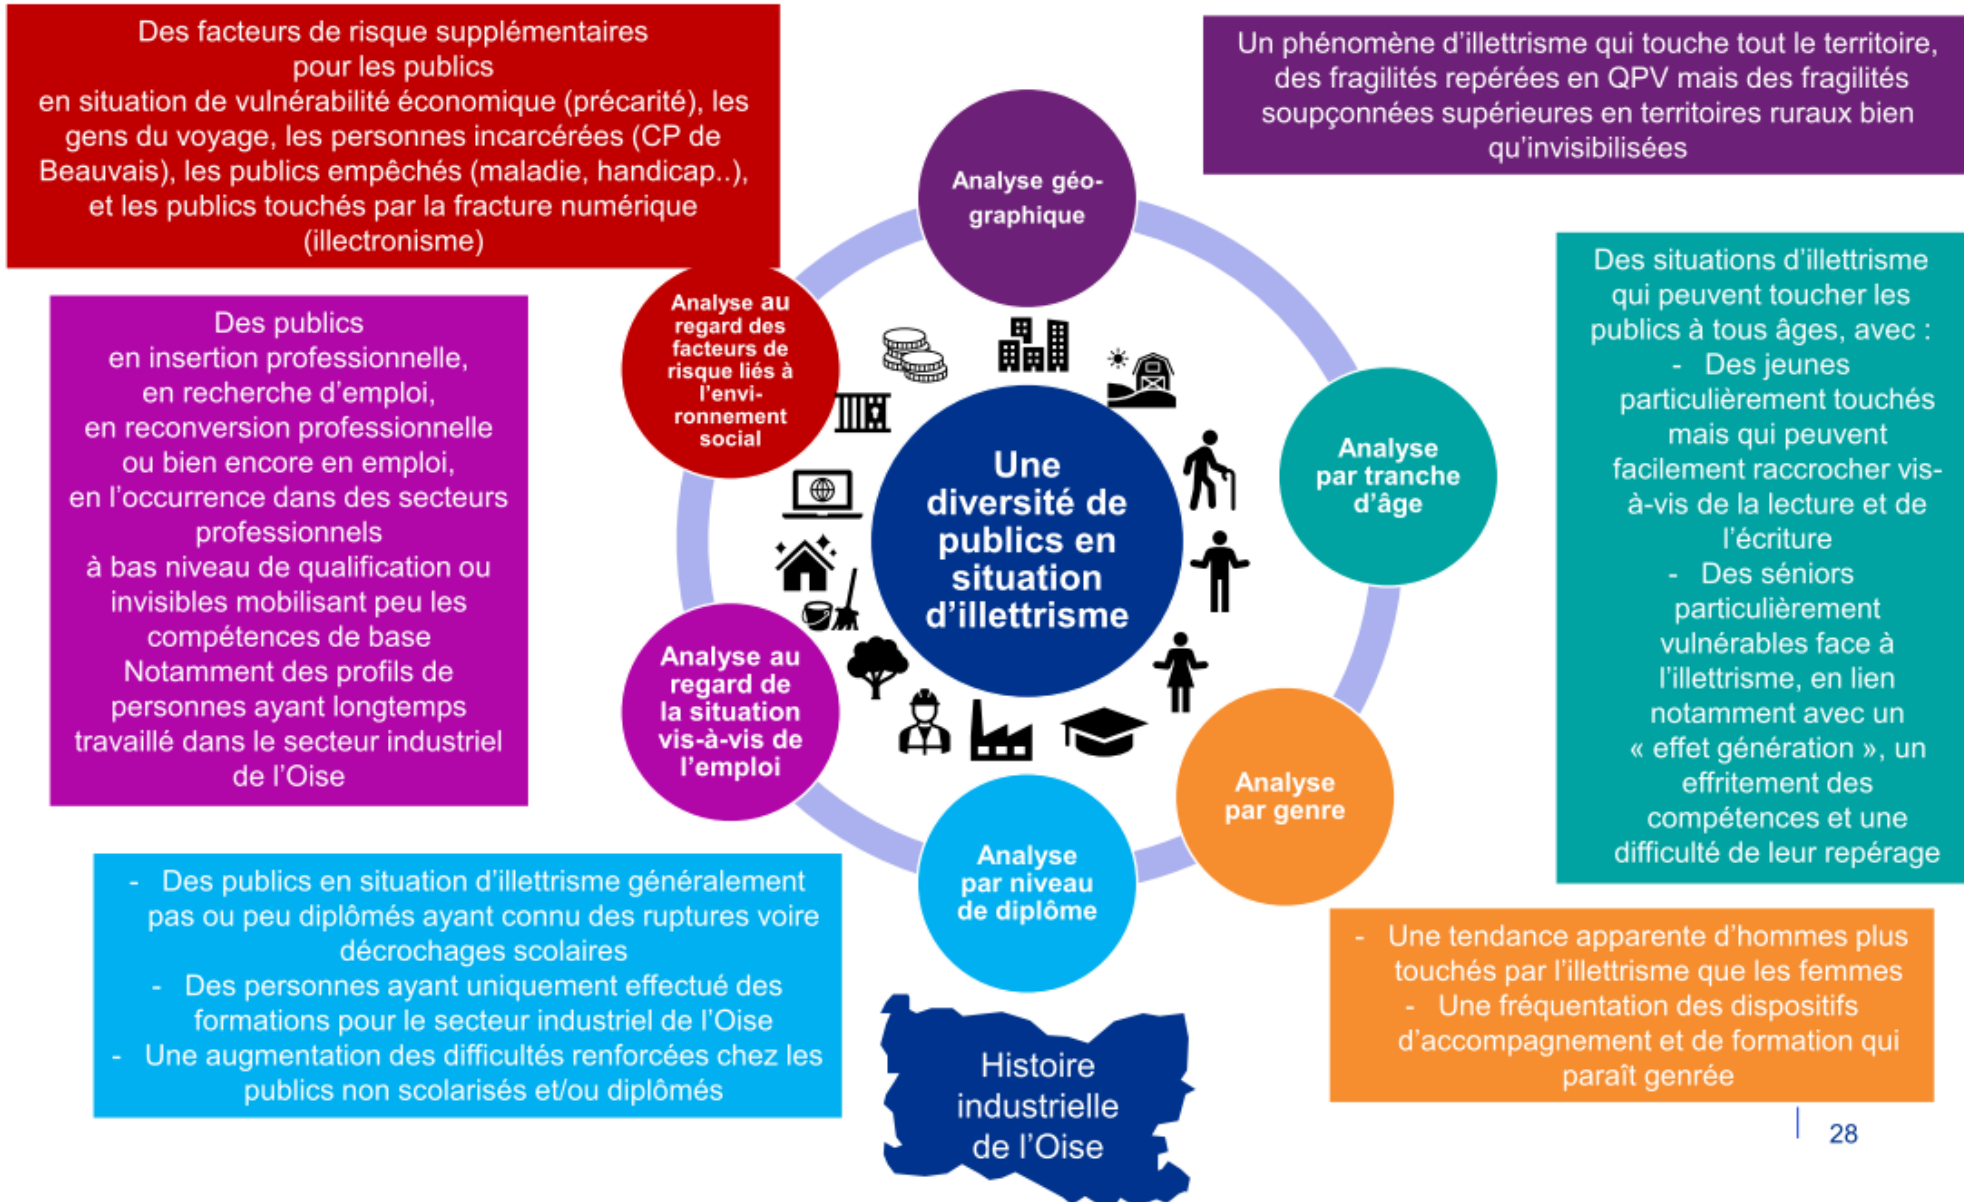 Des facteurs de risque supplémentaires
pour les publics
en situation de vulnérabilité économique (précarité), les
gens du voyage, les personnes incarcérées (CP de
Beauvais), les publics empêchés (maladie, handicap..),
et les publics touchés par la fracture numérique
(illectronisme)
Un phénomène d'illettrisme qui touche tout le territoire,
des fragilités repérées en QPV mais des fragilités
soupçonnées supérieures en territoires ruraux bien
qu'invisibilisées
Analyse géo-
graphique
Analyse au
regard des
facteurs de
risque liés à
l'envi-
ronnement
social
Des publics
en insertion professionnelle,
en recherche d'emploi,
en reconversion professionnelle
ou bien encore en emploi,
en l'occurrence dans des secteurs
professionnels
à bas niveau de qualification ou
invisibles mobilisant peu les
compétences de base
Notamment des profils de
personnes ayant longtemps
travaillé dans le secteur industriel
de l'Oise
Une
diversité de
publics en
situation
d'illettrisme
Analyse
par tranche
d'âge
Des situations d'illettrisme
qui peuvent toucher les
publics à tous âges, avec :
- Des jeunes
particulièrement touchés
mais qui peuvent
facilement raccrocher vis-
à-vis de la lecture et de
l'écriture
- Des séniors
particulièrement
vulnérables face à
l'illettrisme, en lien
notamment avec un
« effet génération », un
effritement des
compétences et une
difficulté de leur repérage
Analyse au
regard de
la situation
vis-à-vis de
l'emploi
Analyse
par genre
Analyse
par niveau
de diplôme
- Des publics en situation d'illettrisme généralement
pas ou peu diplômés ayant connu des ruptures voire
décrochages scolaires
- Des personnes ayant uniquement effectué des
formations pour le secteur industriel de l'Oise
- Une augmentation des difficultés renforcées chez les
publics non scolarisés et/ou diplômés
- Une tendance apparente d'hommes plus
touchés par l'illettrisme que les femmes
- Une fréquentation des dispositifs
d'accompagnement et de formation qui
paraît genrée
Histoire
industrielle
de l'Oise
28